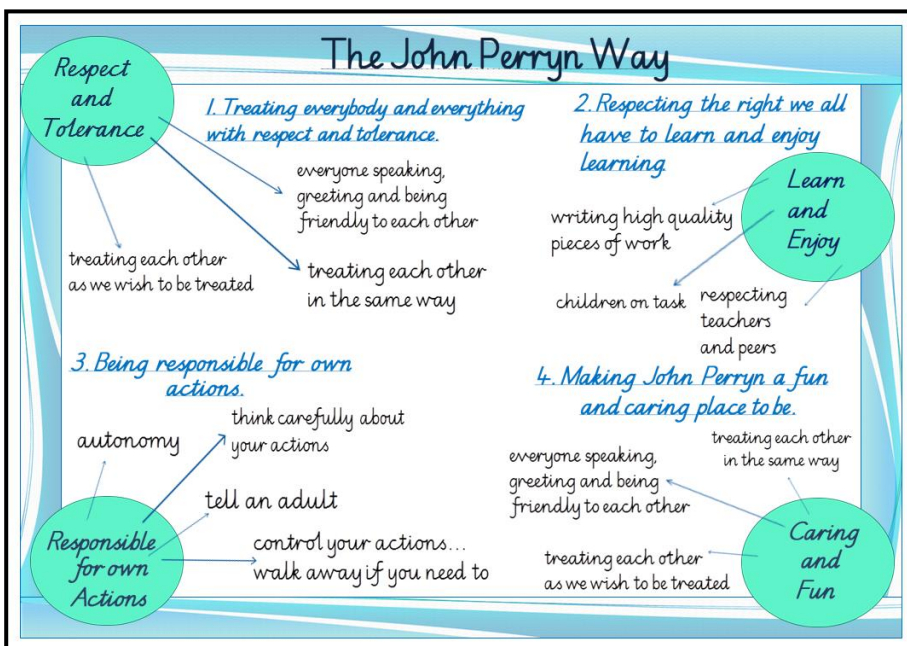 The John Perryn Way
Respect
and
Tolerance
1. Treating everybody and everything
with respect and tolerance.
everyone speaking,
greeting and being
friendly to each other
treating each other
as we wish to be treated
treating each other
in the same way
2. Respecting the right we all
have to learn and enjoy
learning.
Learn
and
Enjoy
writing high quality
pieces of work
children on task
respecting
teachers
and peers
3. Being responsible for own
actions.
think carefully about
your actions
autonomy
tell an adult
control your actions...
walk away if you need to
Responsible
for own
Actions
4. Making John Perryn a fun
and caring place to be.
treating each other
in the same way
everyone speaking,
greeting and being
friendly to each other
treating each other
as we wish to be treated
Caring
and
Fun